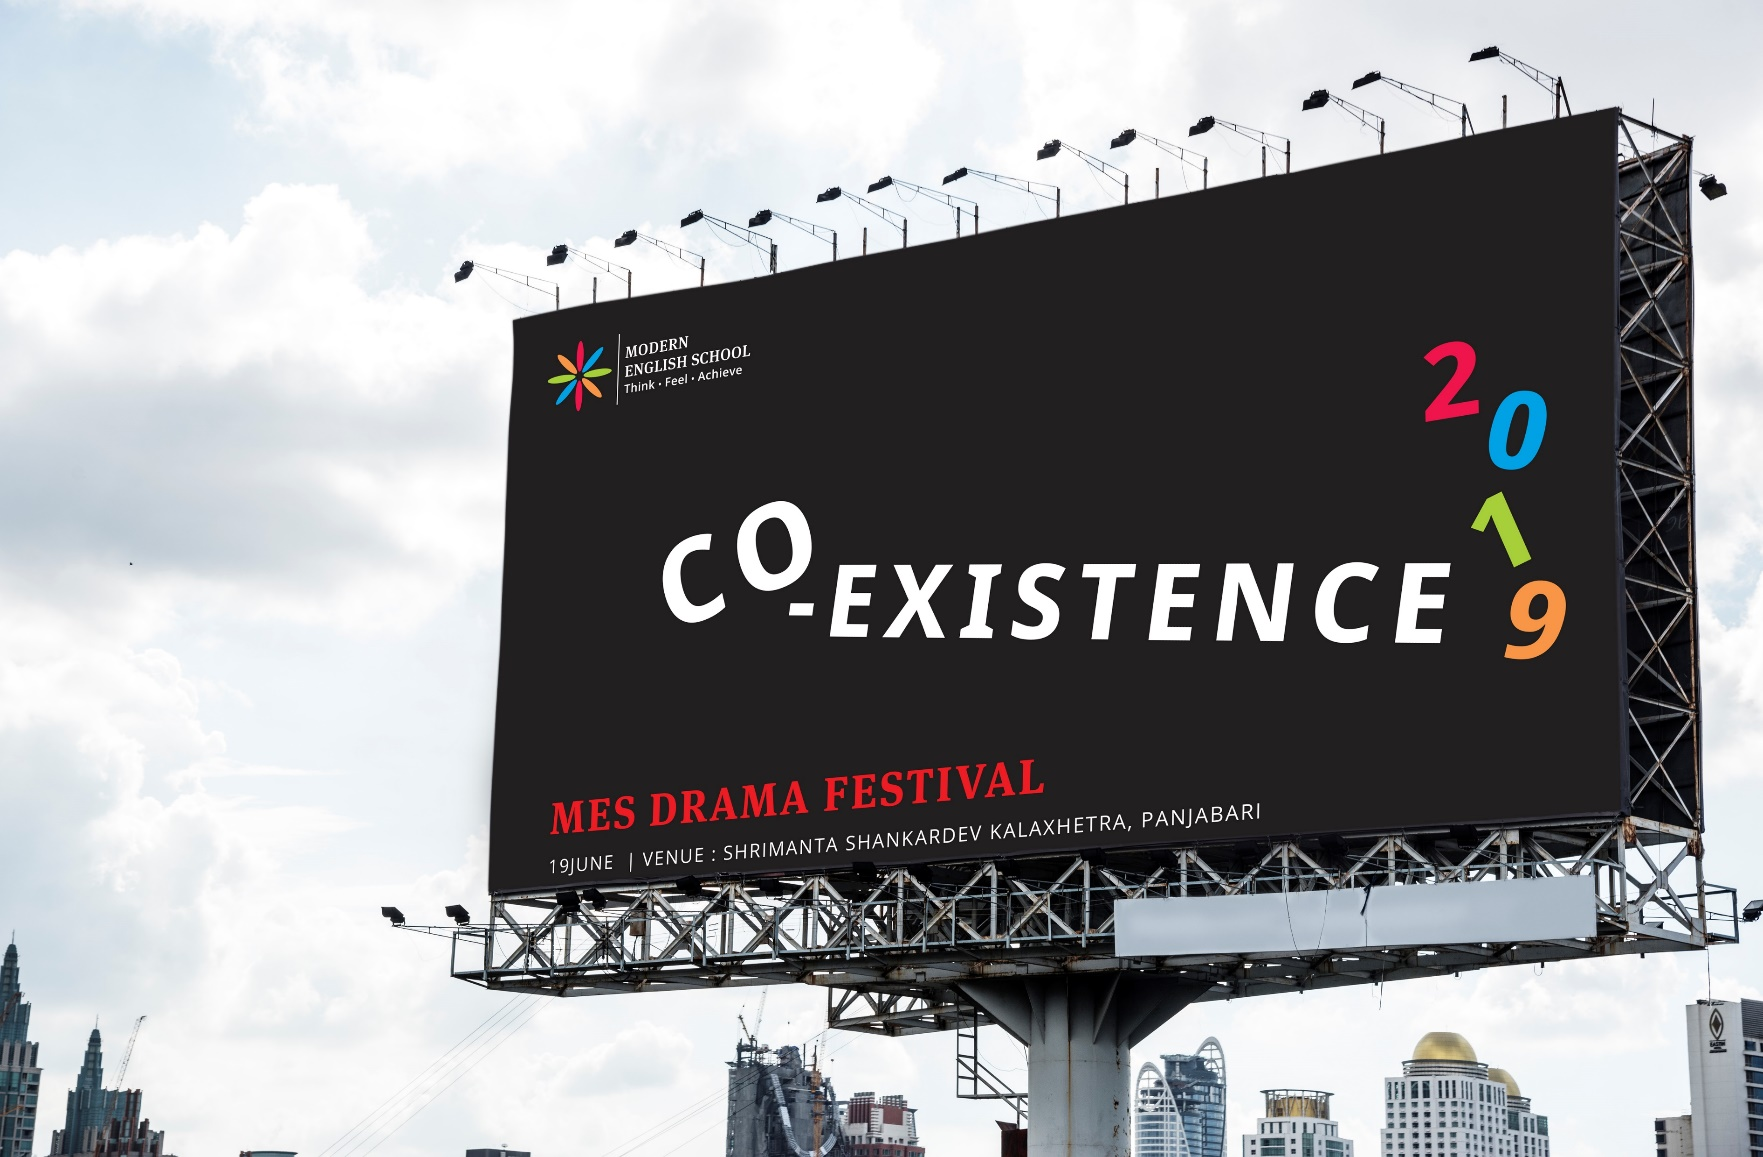 MODERN
ENGLISH SCHOOL
Think • Feel • Achieve
2019
CO-EXISTENCE
MES DRAMA FESTIVAL
19JUNE | VENUE : SHRIMANTA SHANKARDEV KALAXHETRA, PANJABARI